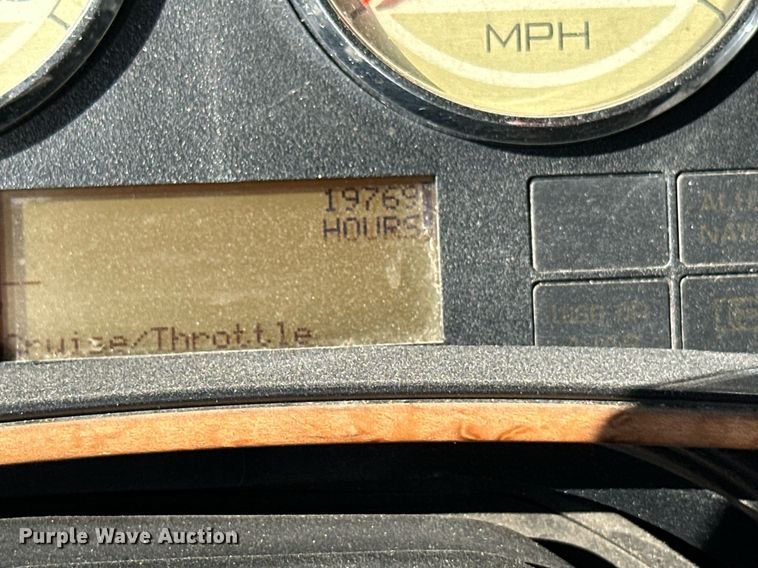 MPH
19769
HOURS
Cruise/Throttle
Purple Wave Auction